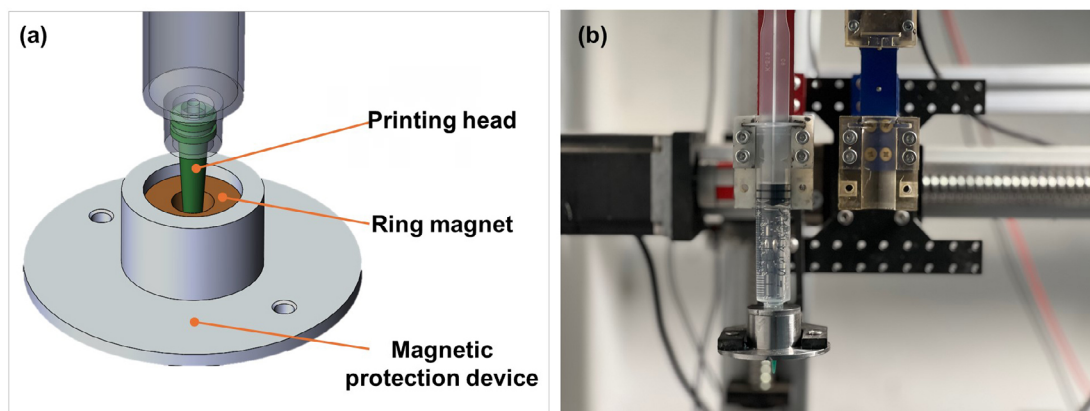 (a)
Printing head
Ring magnet
Magnetic
protection device
(b)